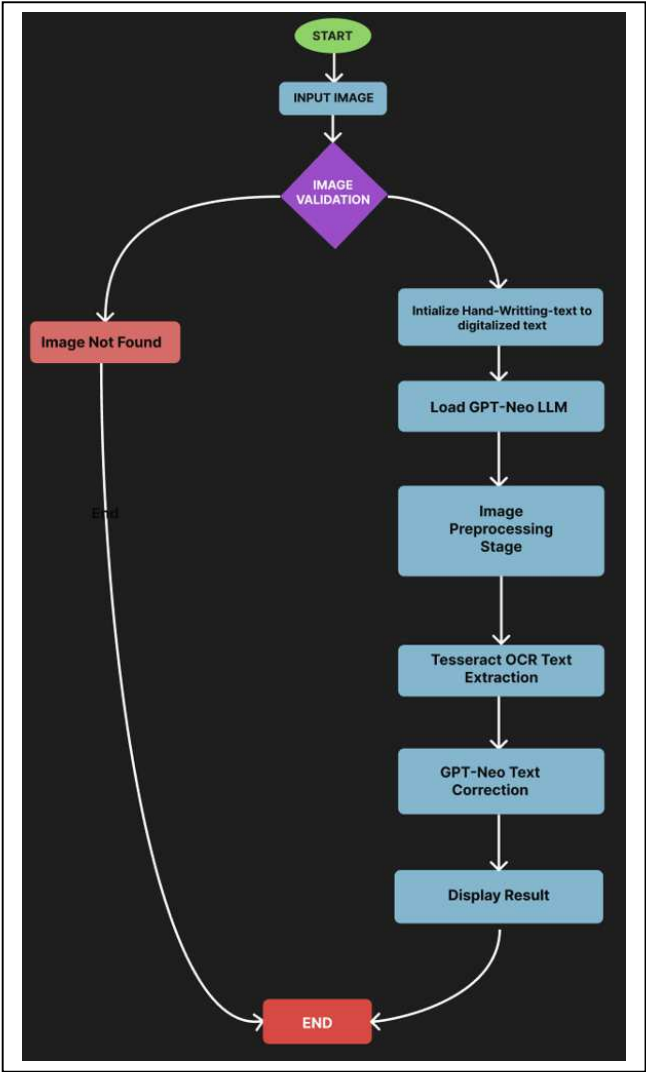 START
INPUT IMAGE
IMAGE
VALIDATION
Image Not Found
End
Intialize Hand-Writting-text to
digitalized text
Load GPT-Neo LLM
Image
Preprocessing
Stage
Tesseract OCR Text
Extraction
GPT-Neo Text
Correction
Display Result
END